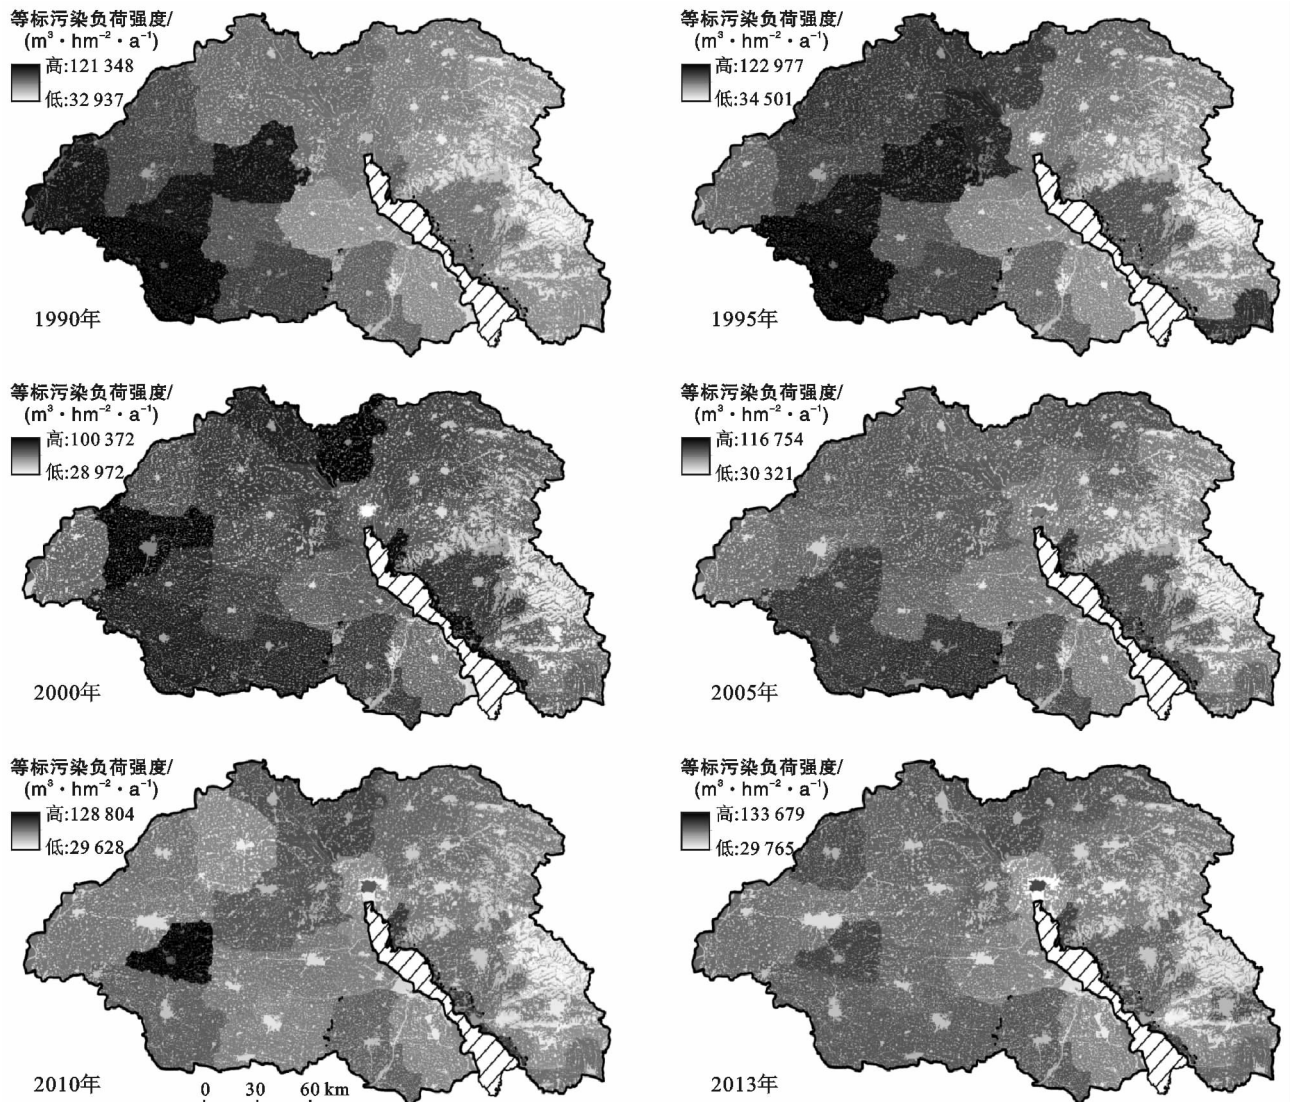 等标污染负荷强度/
(m³·hm⁻²·a⁻¹)
高:121 348
低:32 937
1990年
等标污染负荷强度/
(m³·hm⁻²·a⁻¹)
高:122 977
低:34 501
1995年
等标污染负荷强度/
(m³·hm⁻²·a⁻¹)
高:100 372
低:28 972
2000年
等标污染负荷强度/
(m³·hm⁻²·a⁻¹)
高:116 754
低:30 321
2005年
等标污染负荷强度/
(m³·hm⁻²·a⁻¹)
高:128 804
低:29 628
2010年
0 30 60 km
等标污染负荷强度/
(m³·hm⁻²·a⁻¹)
高:133 679
低:29 765
2013年